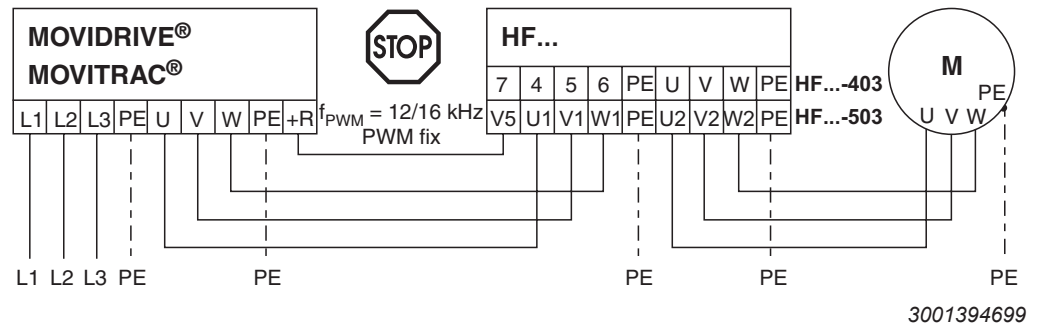 MOVIDRIVE®
MOVITRAC®
STOP
HF...
7 4 5 6 PE U V W PE HF...-403
L1 L2 L3 PE U V W PE +R
fPWM = 12/16 kHz
PWM fix
V5 U1 V1 W1 PE U2 V2 W2 PE HF...-503
M
PE
U V W
L1 L2 L3 PE PE PE PE PE
3001394699